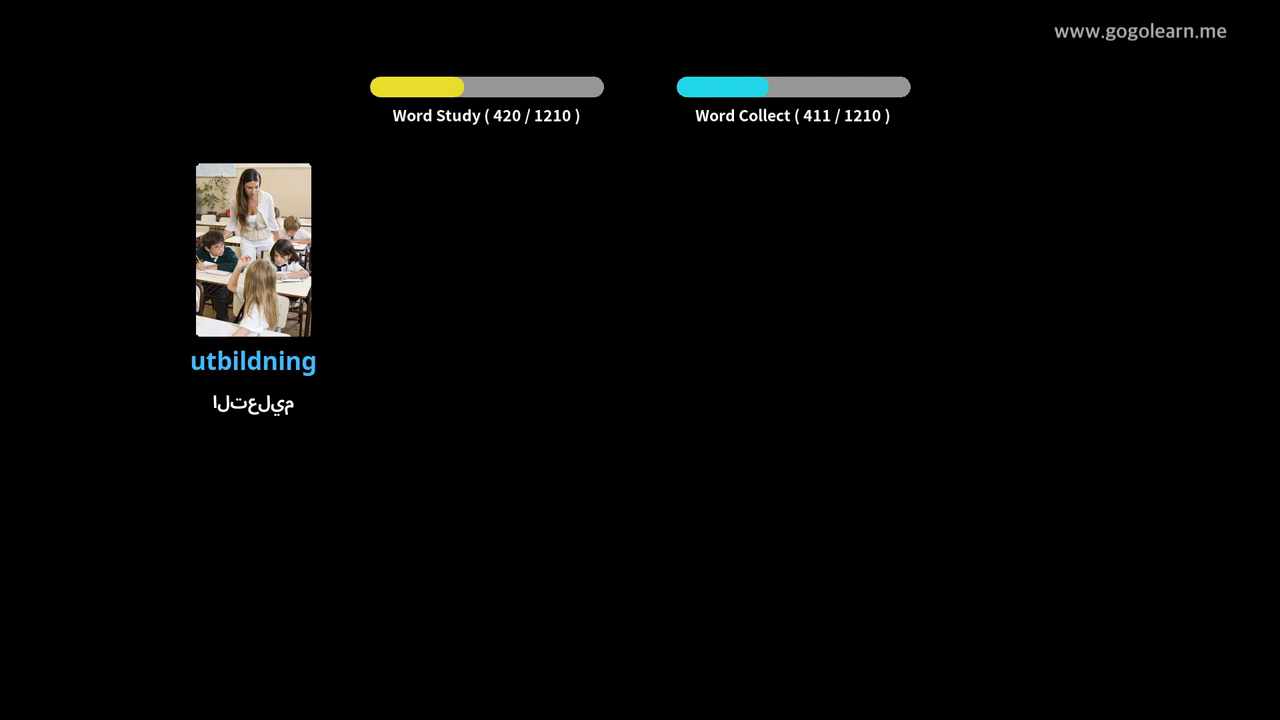 www.gogolearn.me
Word Study ( 420 / 1210 )
Word Collect ( 411 / 1210 )
utbildning
التعليم